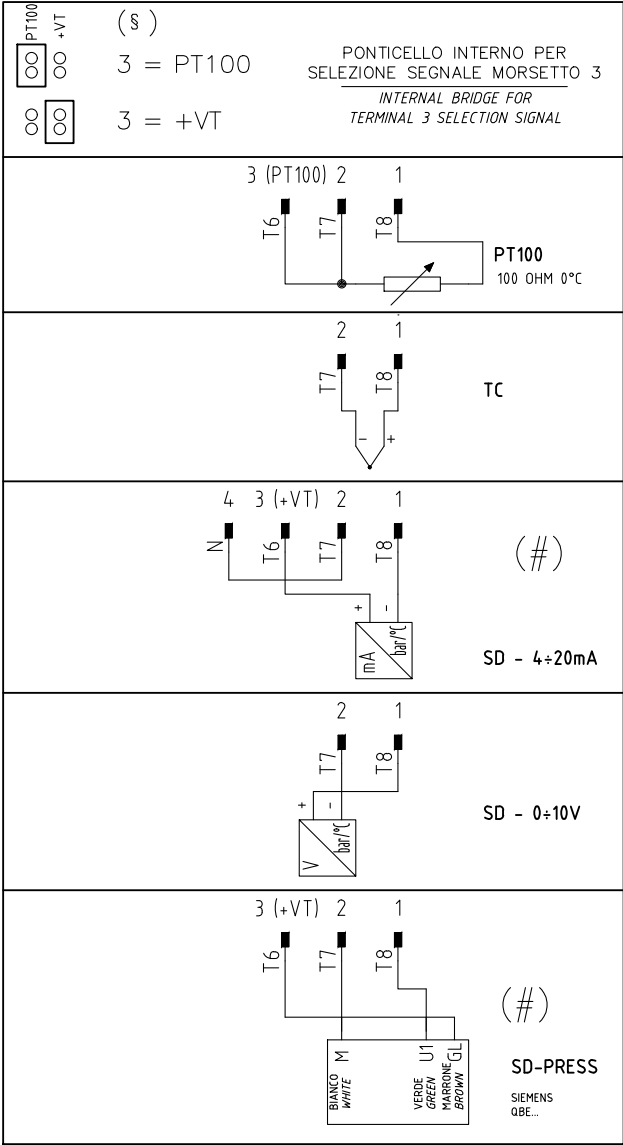 PT100
+VT
(§)
3 = PT100
3 = +VT
PONTICELLO INTERNO PER
SELEZIONE SEGNALE MORSETTO 3
INTERNAL BRIDGE FOR
TERMINAL 3 SELECTION SIGNAL
3 (PT100) 2 1
T6 T7 T8
PT100
100 OHM 0°C
2 1
T7 T8
- +
TC
4 3 (+VT) 2 1
N T6 T7 T8
(#)
+ -
mA bar/°C
SD - 4÷20mA
2 1
T7 T8
+ -
V bar/°C
SD - 0÷10V
3 (+VT) 2 1
T6 T7 T8
(#)
M U1 GL
BIANCO
WHITE
VERDE
GREEN
MARRONE
BROWN
SD-PRESS
SIEMENS
QBE...